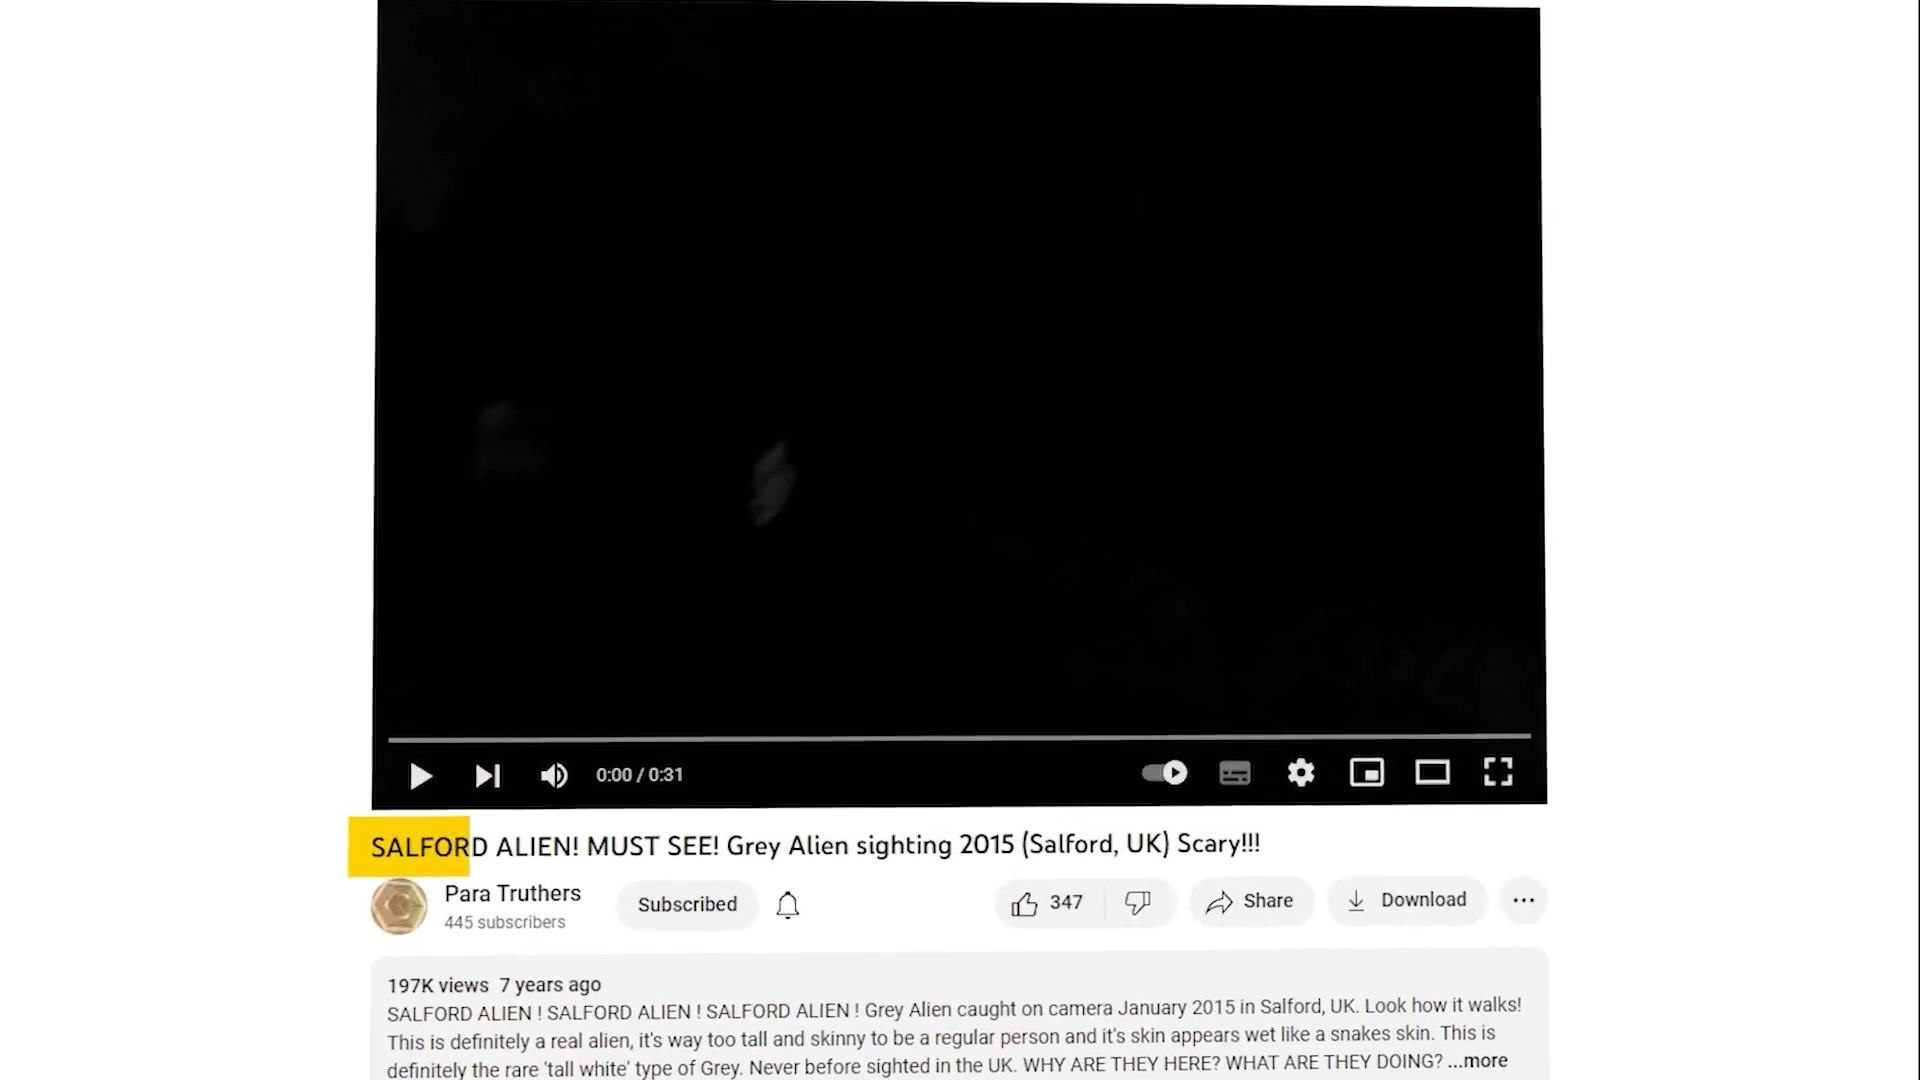 0:00 / 0:31
SALFORD ALIEN! MUST SEE! Grey Alien sighting 2015 (Salford, UK) Scary!!!
Para Truthers
445 subscribers
Subscribed
347
Share
Download
197K views 7 years ago
SALFORD ALIEN ! SALFORD ALIEN ! SALFORD ALIEN ! Grey Alien caught on camera January 2015 in Salford, UK. Look how it walks!
This is definitely a real alien, it's way too tall and skinny to be a regular person and it's skin appears wet like a snakes skin. This is
definitely the rare 'tall white' type of Grey. Never before sighted in the UK. WHY ARE THEY HERE? WHAT ARE THEY DOING? ...more